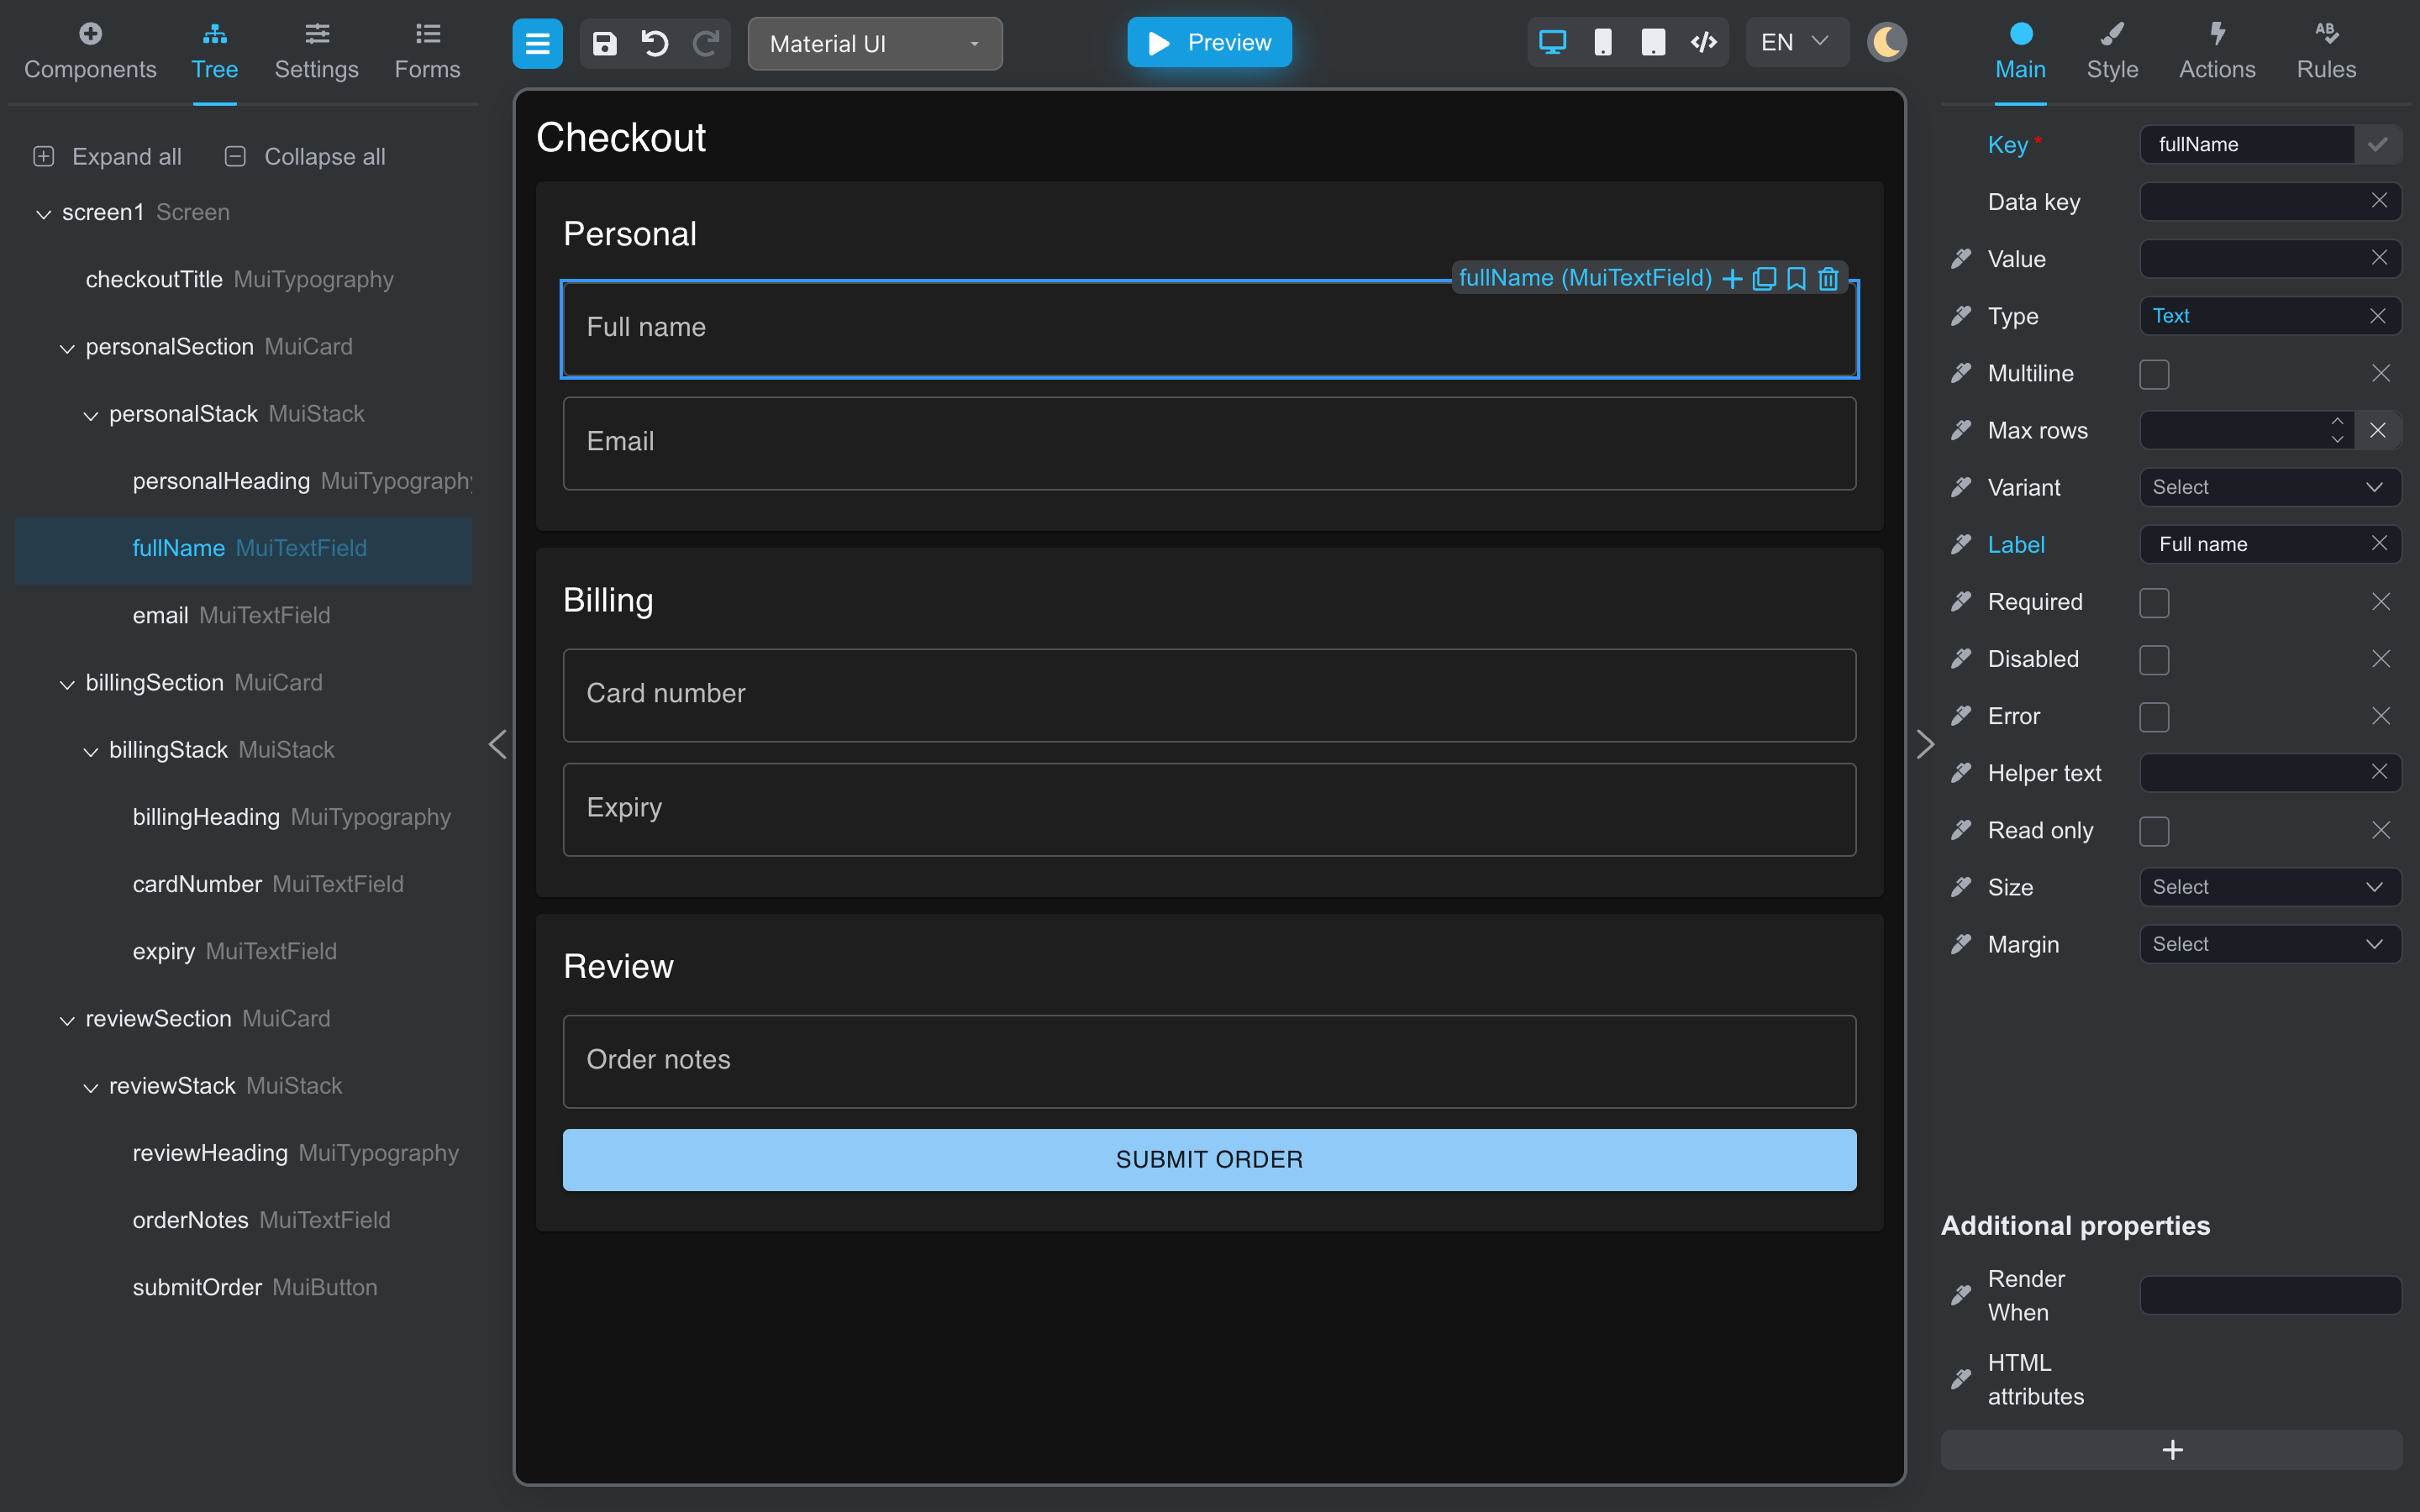 Components
Tree
Settings
Forms
Material UI
Preview
EN
Main
Style
Actions
AB
Rules
Expand all
Collapse all
screen1 Screen
checkoutTitle MuiTypography
personalSection MuiCard
personalStack MuiStack
personalHeading MuiTypography
fullName MuiTextField
email MuiTextField
billingSection MuiCard
billingStack MuiStack
billingHeading MuiTypography
cardNumber MuiTextField
expiry MuiTextField
reviewSection MuiCard
reviewStack MuiStack
reviewHeading MuiTypography
orderNotes MuiTextField
submitOrder MuiButton
Checkout
Personal
fullName (MuiTextField)
Full name
Email
Billing
Card number
Expiry
Review
Order notes
SUBMIT ORDER
Key * fullName
Data key
Value
Type Text
Multiline
Max rows
Variant Select
Label Full name
Required
Disabled
Error
Helper text
Read only
Size Select
Margin Select
Additional properties
Render
When
HTML
attributes